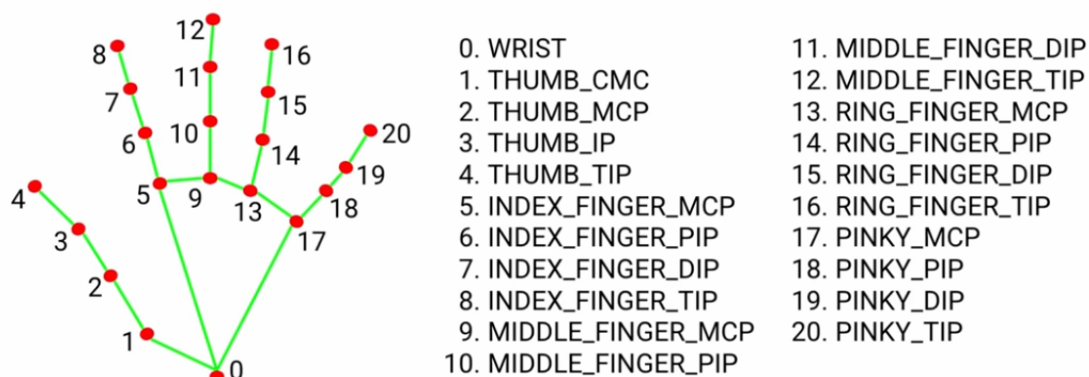 12
8
16
11
7
15
10
6
20
14
4
19
5
9
13
18
3
17
2
1
0
0. WRIST
1. THUMB_CMC
2. THUMB_MCP
3. THUMB_IP
4. THUMB_TIP
5. INDEX_FINGER_MCP
6. INDEX_FINGER_PIP
7. INDEX_FINGER_DIP
8. INDEX_FINGER_TIP
9. MIDDLE_FINGER_MCP
10. MIDDLE_FINGER_PIP
11. MIDDLE_FINGER_DIP
12. MIDDLE_FINGER_TIP
13. RING_FINGER_MCP
14. RING_FINGER_PIP
15. RING_FINGER_DIP
16. RING_FINGER_TIP
17. PINKY_MCP
18. PINKY_PIP
19. PINKY_DIP
20. PINKY_TIP